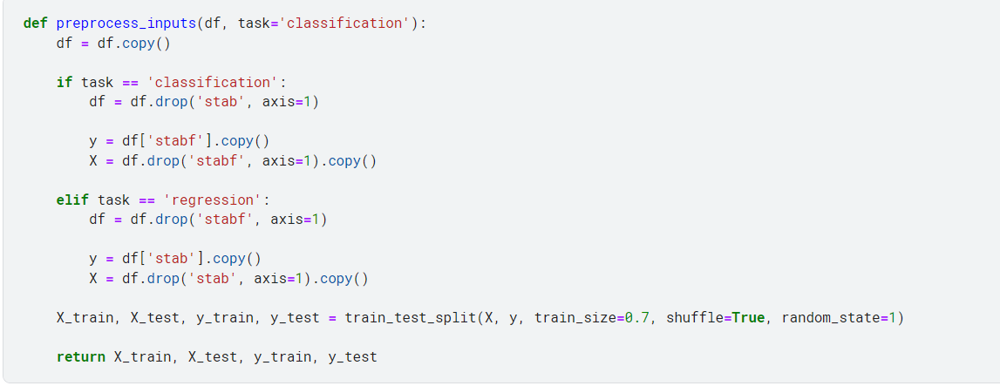 def preprocess_inputs(df, task='classification'):
    df = df.copy()
    if task == 'classification':
        df = df.drop('stab', axis=1)
        y = df['stabf'].copy()
        X = df.drop('stabf', axis=1).copy()
    elif task == 'regression':
        df = df.drop('stabf', axis=1)
        y = df['stab'].copy()
        X = df.drop('stab', axis=1).copy()
    X_train, X_test, y_train, y_test = train_test_split(X, y, train_size=0.7, shuffle=True, random_state=1)
    return X_train, X_test, y_train, y_test